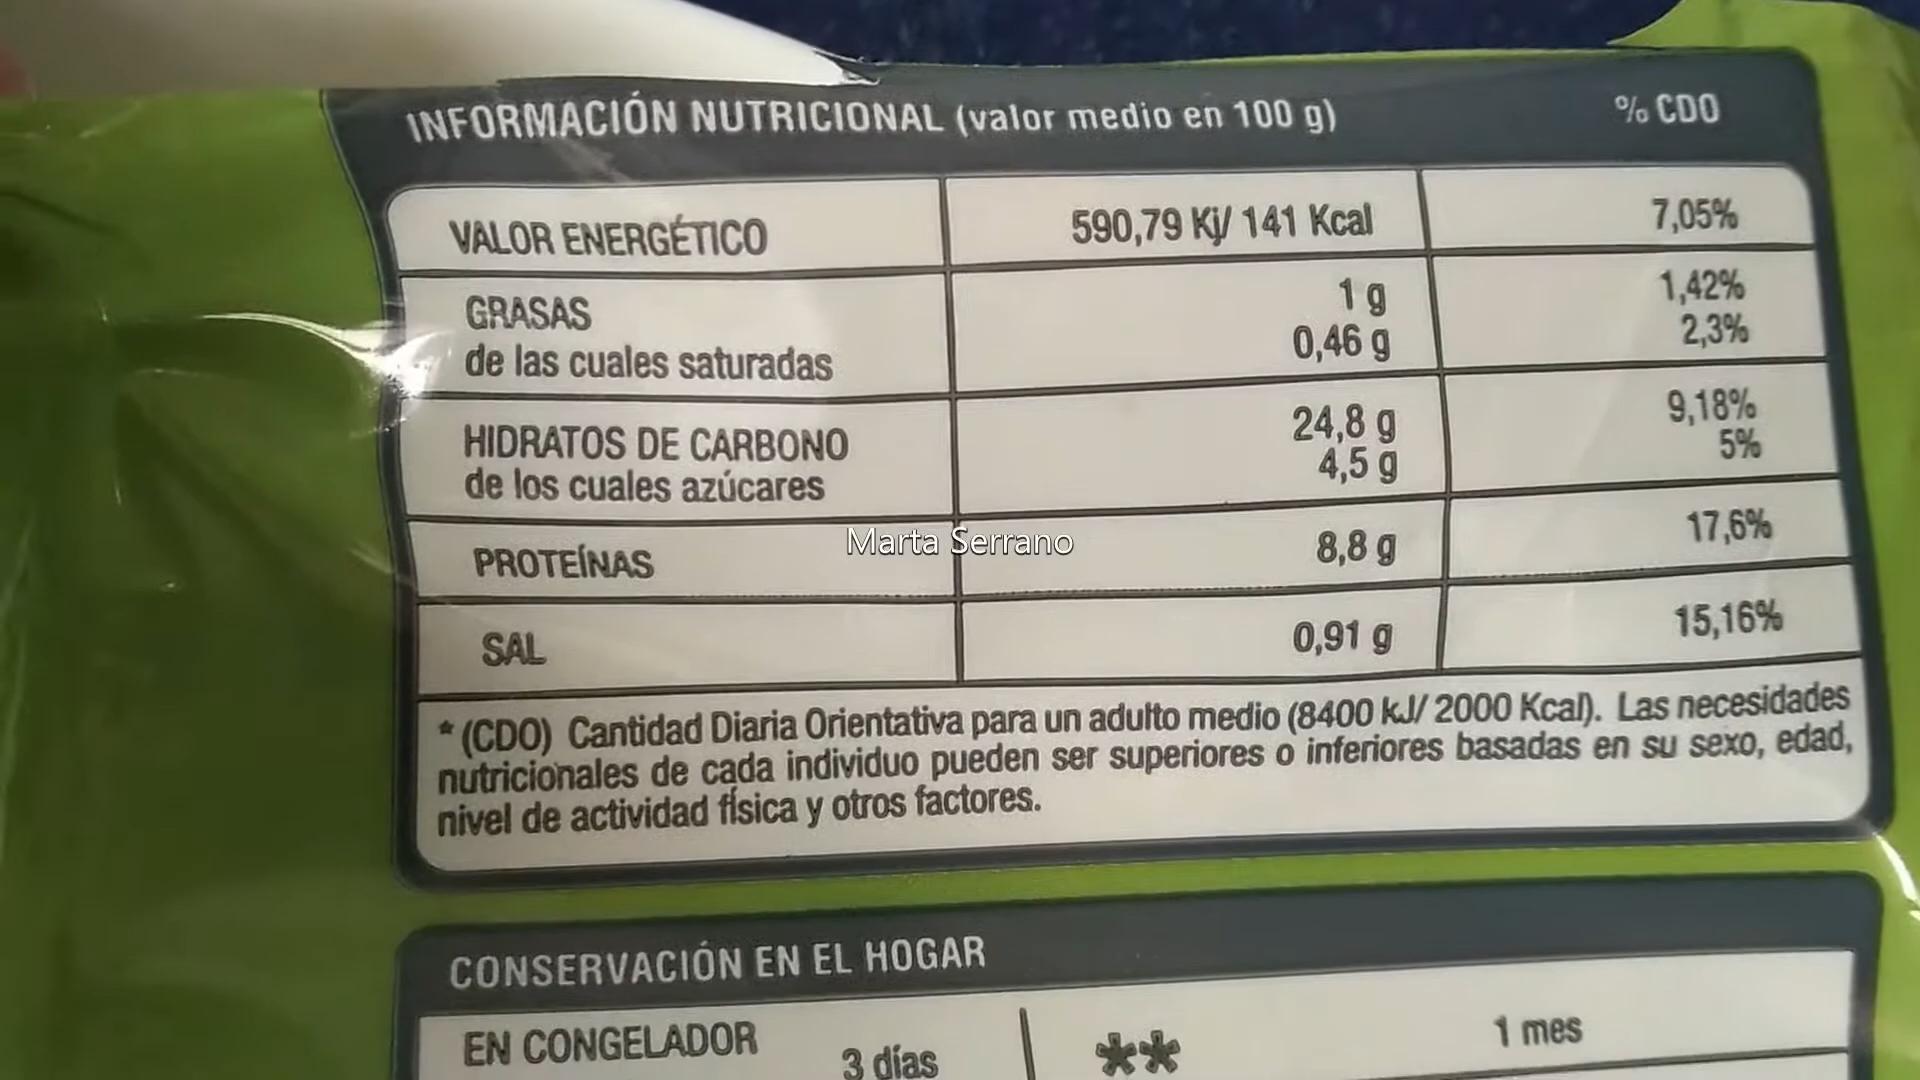 INFORMACIÓN NUTRICIONAL (valor medio en 100 g) % CDO
VALOR ENERGÉTICO 590,79 Kj/ 141 Kcal 7,05%
GRASAS 1 g 1,42%
de las cuales saturadas 0,46 g 2,3%
HIDRATOS DE CARBONO 24,8 g 9,18%
de los cuales azúcares 4,5 g 5%
PROTEÍNAS 8,8 g 17,6%
Marta Serrano
SAL 0,91 g 15,16%
* (CDO) Cantidad Diaria Orientativa para un adulto medio (8400 kJ/ 2000 Kcal). Las necesidades
nutricionales de cada individuo pueden ser superiores o inferiores basadas en su sexo, edad,
nivel de actividad física y otros factores.
CONSERVACIÓN EN EL HOGAR
EN CONGELADOR 3 días ** 1 mes